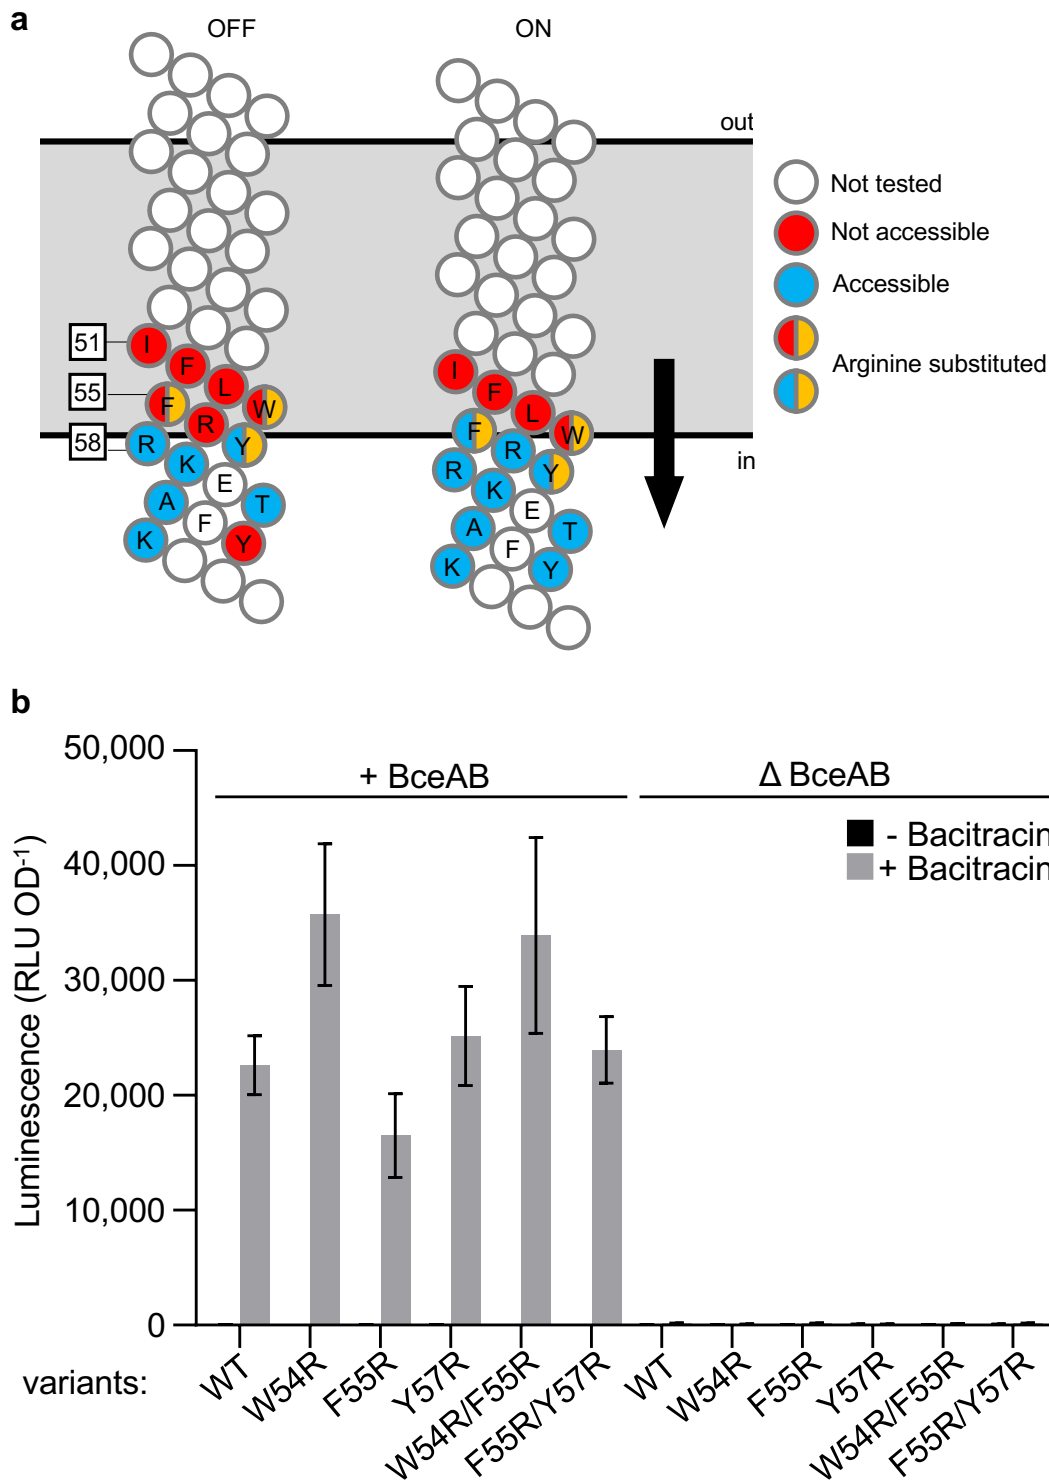 a
OFF
ON
out
in
51
55
58
I
F
L
W
F
R
Y
R
K
E
T
A
F
Y
K
I
F
L
W
F
R
Y
R
K
E
T
A
F
Y
K
Not tested
Not accessible
Accessible
Arginine substituted
b
Luminescence (RLU OD-1)
50,000
40,000
30,000
20,000
10,000
0
+ BceAB
Δ BceAB
- Bacitracin
+ Bacitracin
variants:
WT
W54R
F55R
Y57R
W54R/F55R
F55R/Y57R
WT
W54R
F55R
Y57R
W54R/F55R
F55R/Y57R